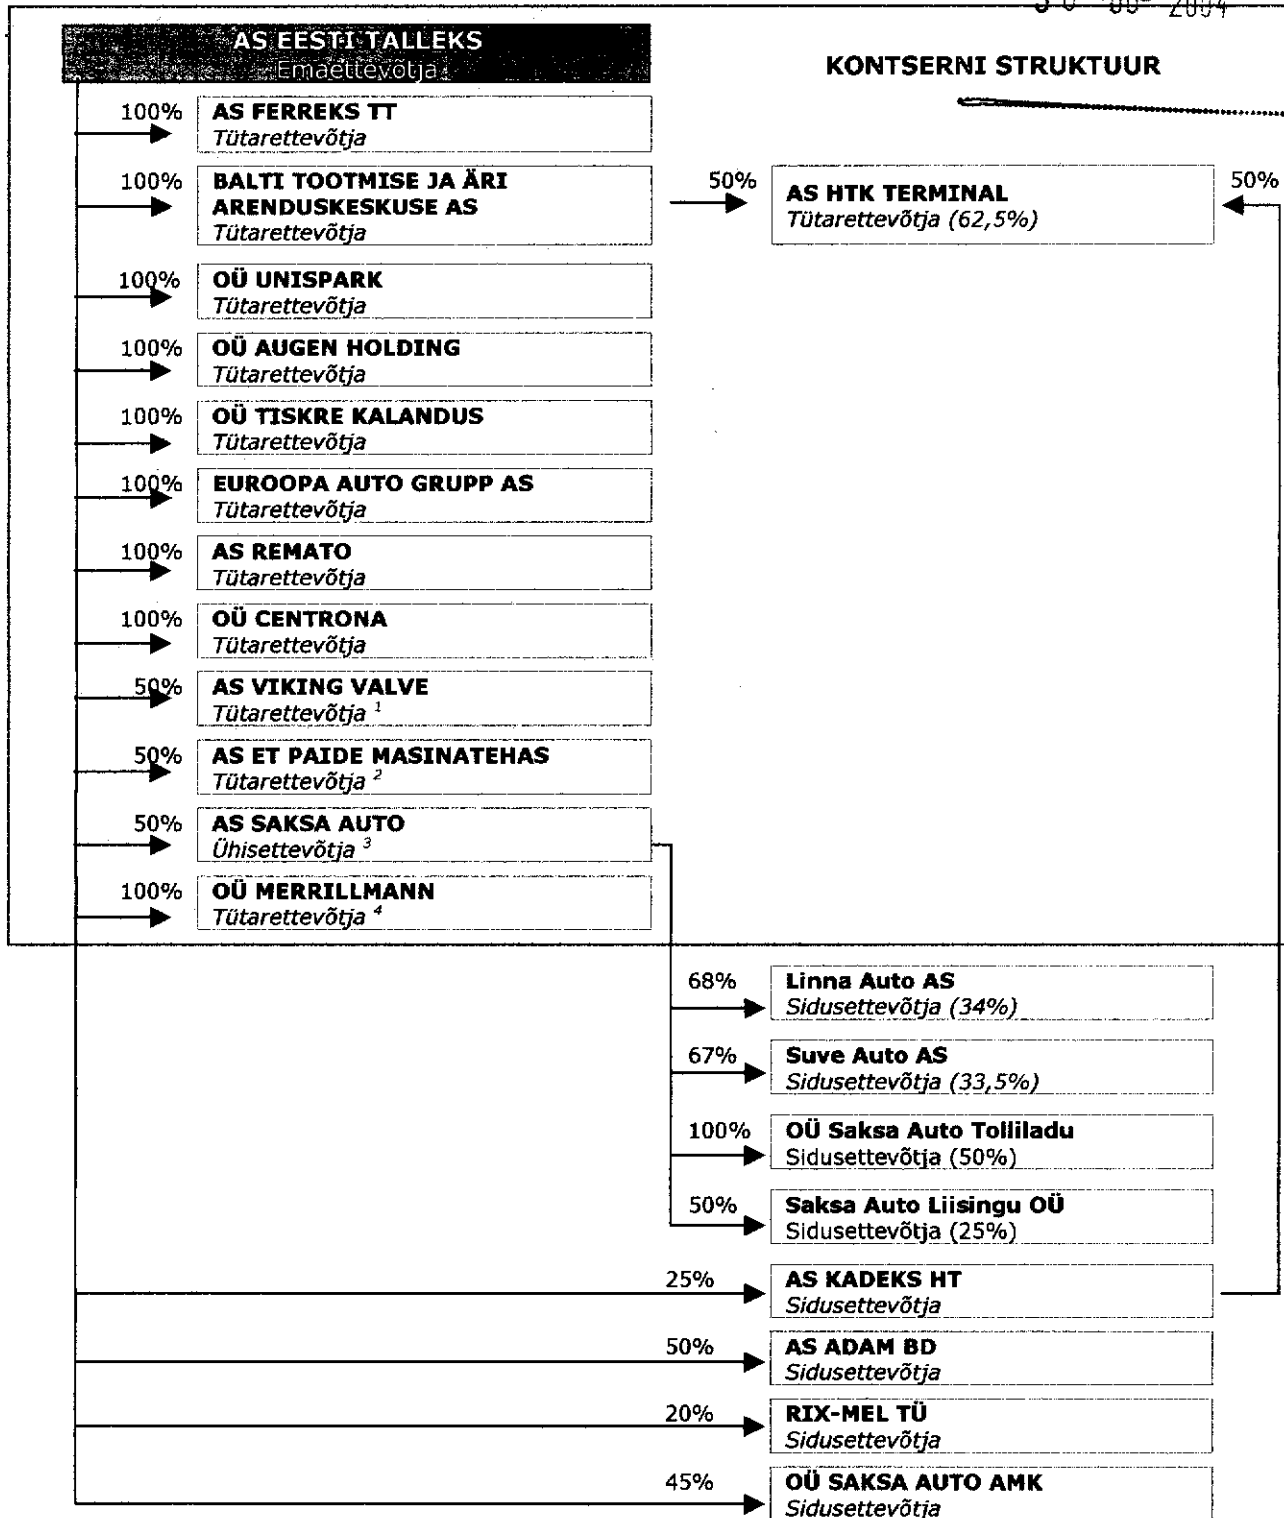 2004
AS EESTI TALLEKS
Emaettevõtja
KONTSERNI STRUKTUUR
100%
AS FERREKS TT
Tütarettevõtja
100%
BALTI TOOTMISE JA ÄRI
ARENDUSKESKUSE AS
Tütarettevõtja
50%
AS HTK TERMINAL
Tütarettevõtja (62,5%)
50%
100%
OÜ UNISPARK
Tütarettevõtja
100%
OÜ AUGEN HOLDING
Tütarettevõtja
100%
OÜ TISKRE KALANDUS
Tütarettevõtja
100%
EUROOPA AUTO GRUPP AS
Tütarettevõtja
100%
AS REMATO
Tütarettevõtja
100%
OÜ CENTRONA
Tütarettevõtja
50%
AS VIKING VALVE
Tütarettevõtja 1
50%
AS ET PAIDE MASINATEHAS
Tütarettevõtja 2
50%
AS SAKSA AUTO
Ühisettevõtja 3
100%
OÜ MERRILLMANN
Tütarettevõtja 4
68%
Linna Auto AS
Sidusettevõtja (34%)
67%
Suve Auto AS
Sidusettevõtja (33,5%)
100%
OÜ Saksa Auto Tolliladu
Sidusettevõtja (50%)
50%
Saksa Auto Liisingu OÜ
Sidusettevõtja (25%)
25%
AS KADEKS HT
Sidusettevõtja
50%
AS ADAM BD
Sidusettevõtja
20%
RIX-MEL TÜ
Sidusettevõtja
45%
OÜ SAKSA AUTO AMK
Sidusettevõtja